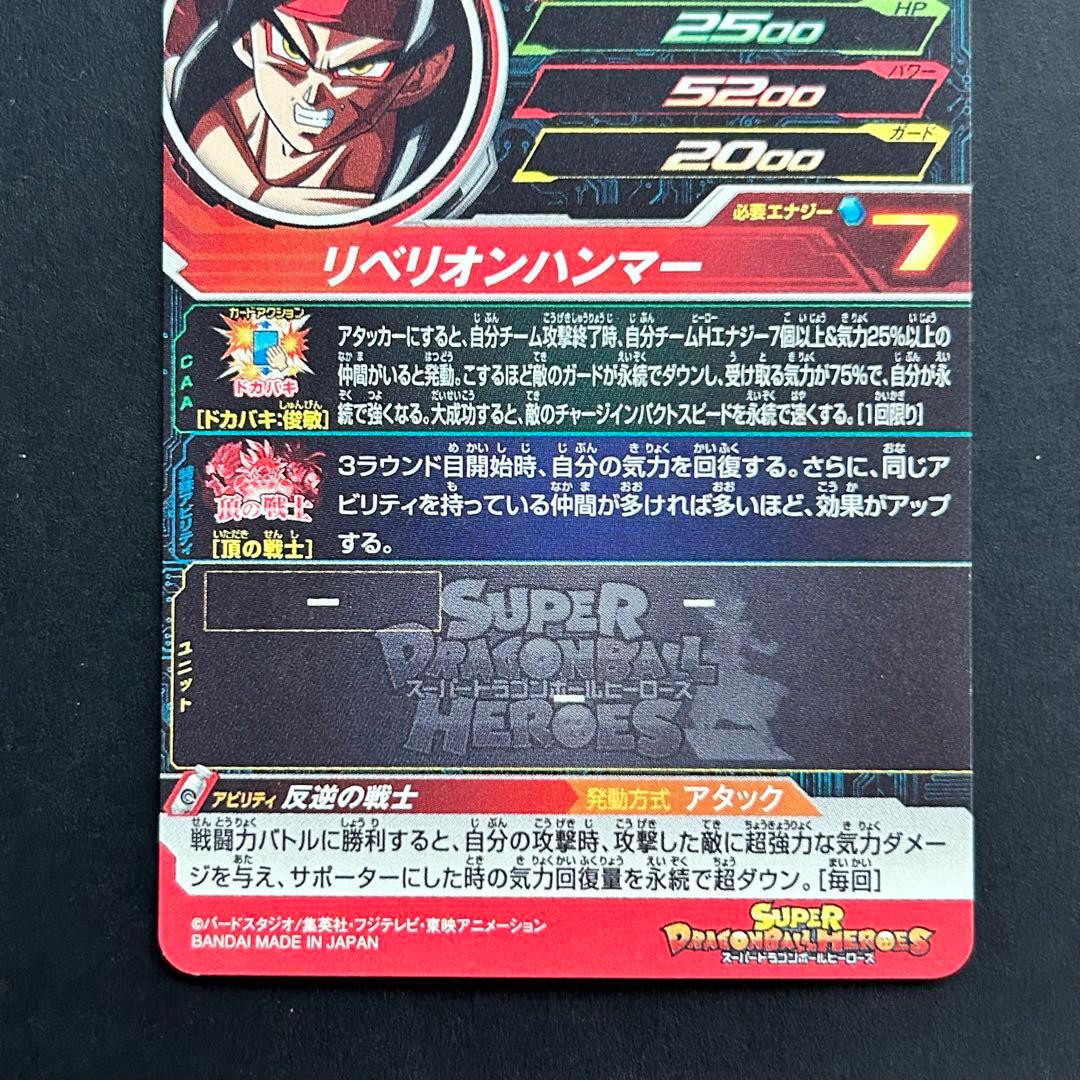 HP
2500
パワー
5200
ガード
2000
必要エナジー
7
リベリオンハンマー
CAA
カードアクション
ドカバキ
[ドカバキ:俊敏]
しゅんびん
アタッカーにすると、自分チーム攻撃終了時、自分チームHエナジー7個以上&気力25%以上の
仲間がいると発動。こするほど敵のガードが永続でダウンし、受け取る気力が75%で、自分が永
続で強くなる。大成功すると、敵のチャージインパクトスピードを永続で速くする。[1回限り]
頂の戦士
いただき せんし
[頂の戦士]
3ラウンド目開始時、自分の気力を回復する。さらに、同じア
ビリティを持っている仲間が多ければ多いほど、効果がアップ
する。
ユニット
ー
ー
ー
SUPER
DRAGONBALL
スーパードラゴンボールヒーローズ
HEROES
アビリティ 反逆の戦士
発動方式 アタック
戦闘力バトルに勝利すると、自分の攻撃時、攻撃した敵に超強力な気力ダメー
ジを与え、サポーターにした時の気力回復量を永続で超ダウン。[毎回]
©バードスタジオ/集英社・フジテレビ・東映アニメーション
BANDAI MADE IN JAPAN
SUPER
DRAGONBALL HEROES
スーパードラゴンボールヒーローズ